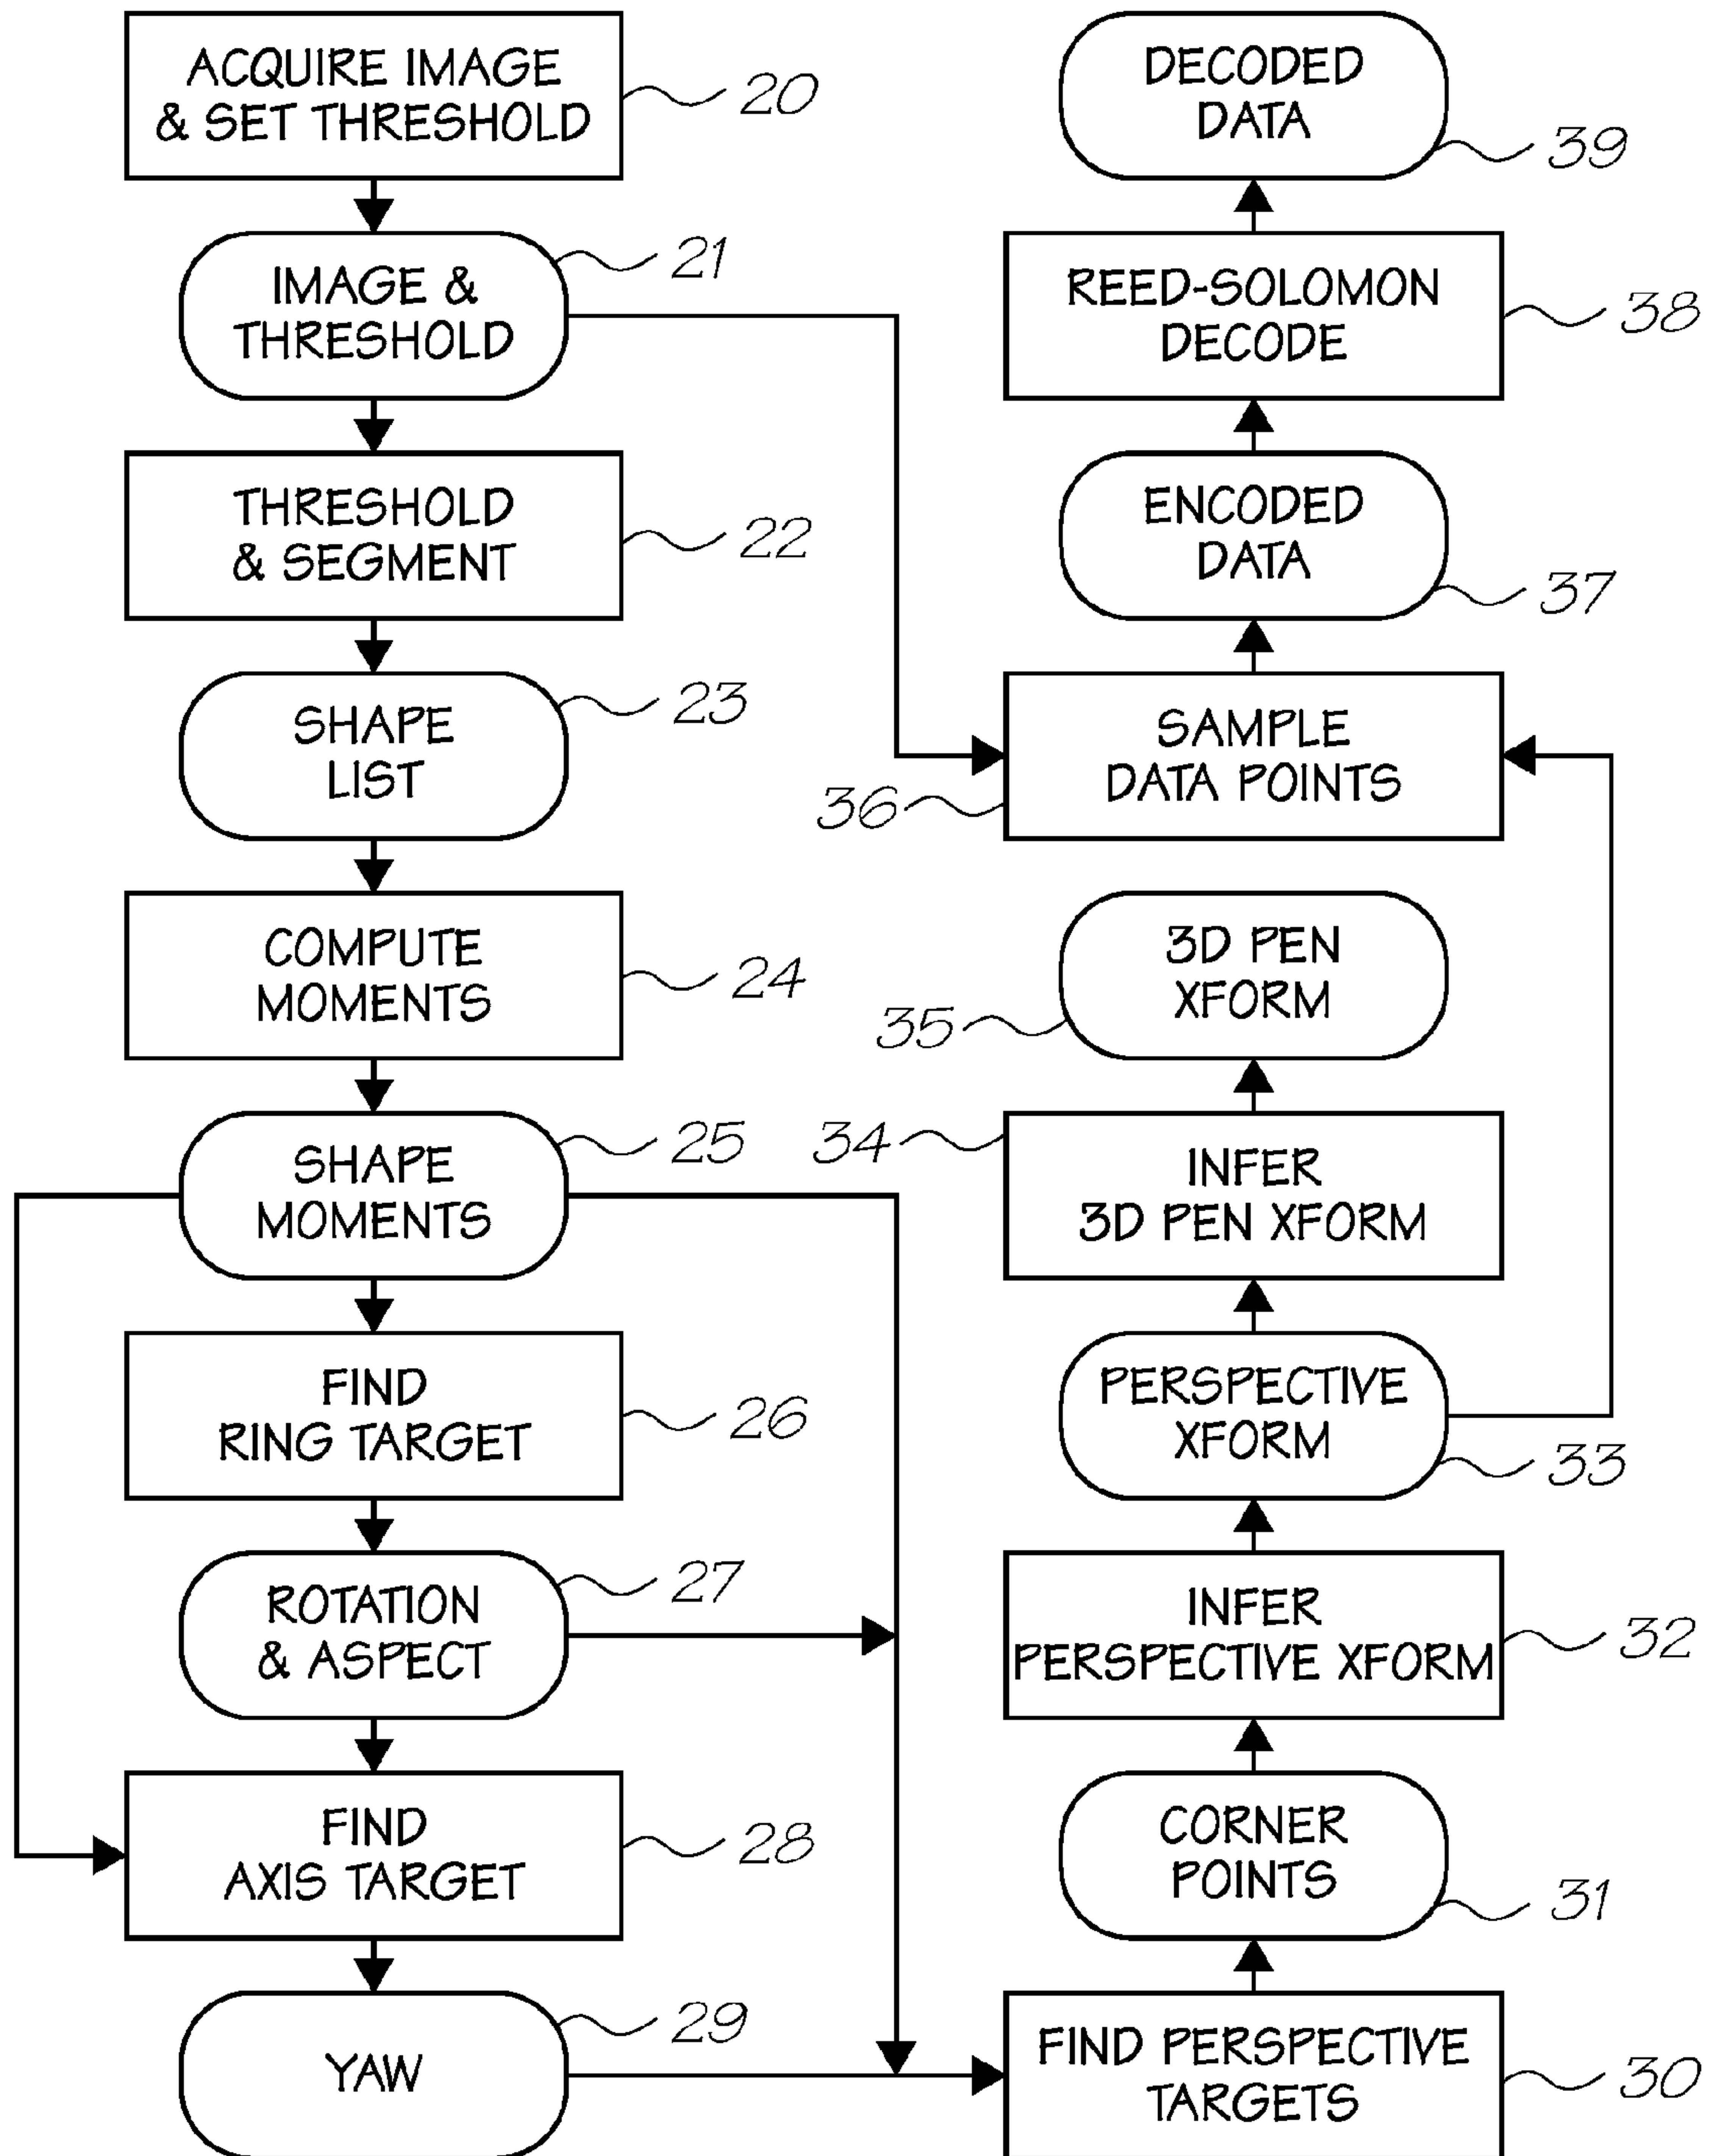 ACQUIRE IMAGE
& SET THRESHOLD
20
IMAGE &
THRESHOLD
21
THRESHOLD
& SEGMENT
22
SHAPE
LIST
23
COMPUTE
MOMENTS
24
SHAPE
MOMENTS
25
FIND
RING TARGET
26
ROTATION
& ASPECT
27
FIND
AXIS TARGET
28
YAW
29
DECODED
DATA
39
REED-SOLOMON
DECODE
38
ENCODED
DATA
37
SAMPLE
DATA POINTS
36
3D PEN
XFORM
35
INFER
3D PEN XFORM
34
PERSPECTIVE
XFORM
33
INFER
PERSPECTIVE XFORM
32
CORNER
POINTS
31
FIND PERSPECTIVE
TARGETS
30